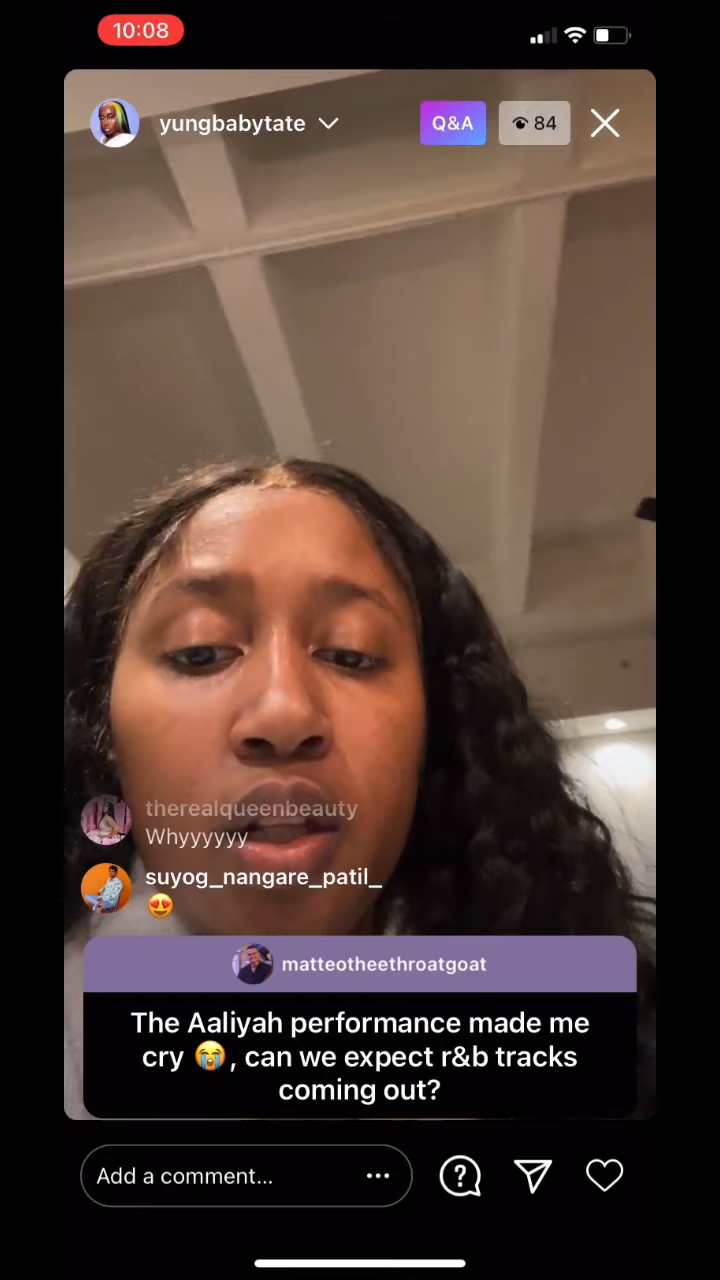 10:08
yungbabytate
Q&A
84
therealqueenbeauty
Whyyyyyy
suyog_nangare_patil_
😍
matteotheethroatgoat
The Aaliyah performance made me
cry 😭, can we expect r&b tracks
coming out?
Add a comment...